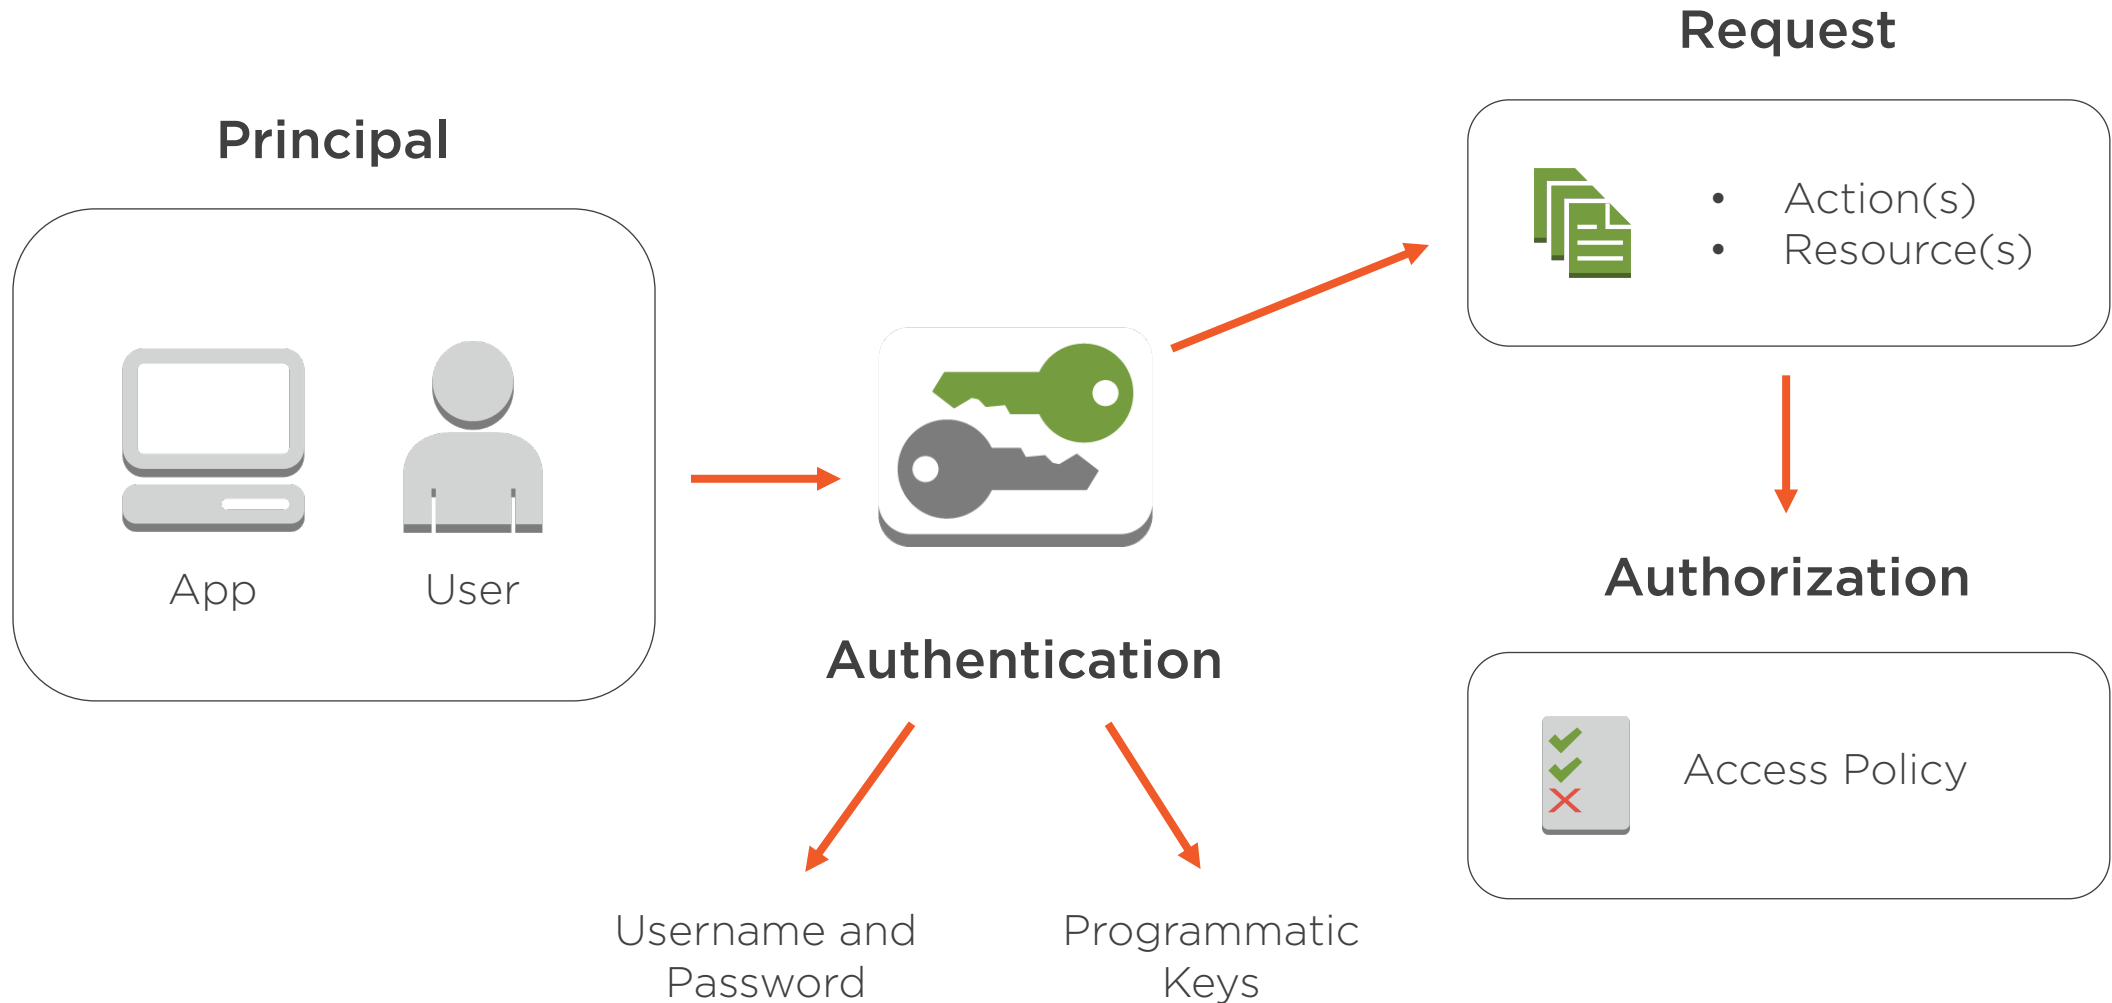 Principal
App
User
Authentication
Username and
Password
Programmatic
Keys
Request
• Action(s)
• Resource(s)
Authorization
Access Policy